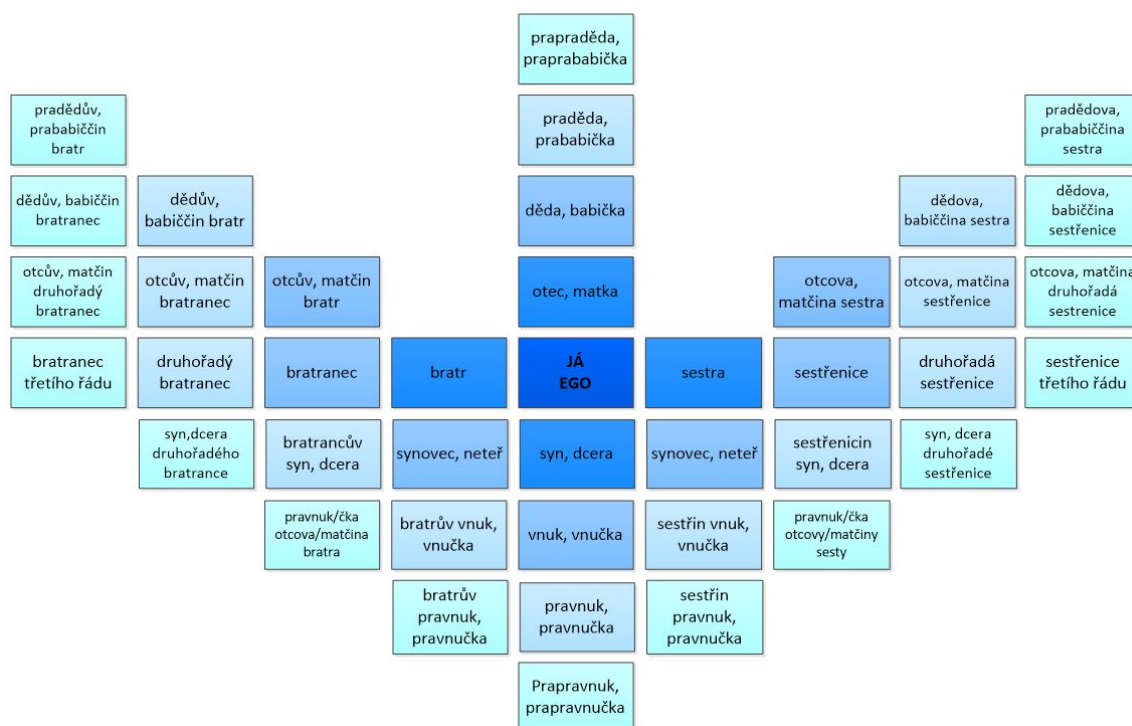 prapraděda,
praprababička
pradědův,
prababiččin
bratr
praděda,
prababička
pradědova,
prababiččina
sestra
dědův, babiččin
bratranec
dědův,
babiččin bratr
děda, babička
dědova,
babiččina sestra
dědova,
babiččina
sestřenice
otcův, matčin
druhořadý
bratranec
otcův, matčin
bratranec
otcův, matčin
bratr
otec, matka
otcova,
matčina sestra
otcova, matčina
sestřenice
otcova, matčina
druhořadá
sestrenice
bratranec
třetího řádu
druhořadý
bratranec
bratranec
bratr
JÁ
EGO
sestra
sestřenice
druhořadá
sestřenice
sestřenice
třetího řádu
syn,dcera
druhořadého
bratrance
bratrancův
syn, dcera
synovec, neteř
syn, dcera
synovec, neteř
sestřenicin
syn, dcera
syn, dcera
druhořadé
sestřenice
pravnuk/čka
otcova/matčina
bratra
bratrův vnuk,
vnučka
vnuk, vnučka
sestřin vnuk,
vnučka
pravnuk/čka
otcovy/matčiny
sesty
bratrův
pravnuk,
pravnučka
pravnuk,
pravnučka
sestřin
pravnuk,
pravnučka
Prapravnuk,
prapravnučka